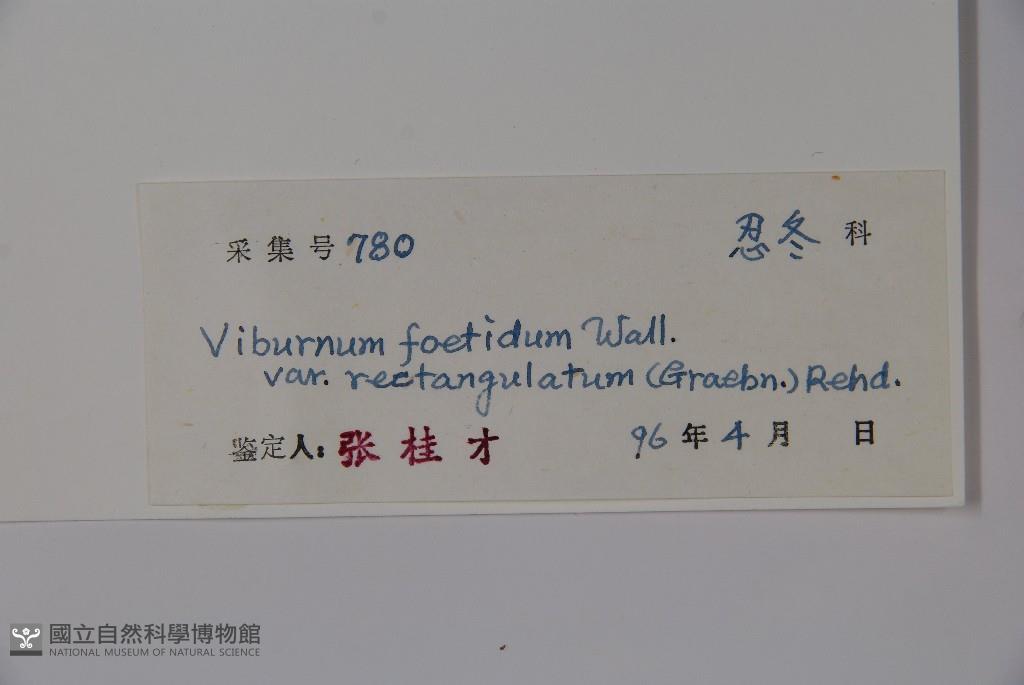 采集号 780 忍冬 科
Viburnum foetidum Wall.
var. rectangulatum (Graebn.) Rehd.
鉴定人: 张桂才 96 年 4 月 日
國立自然科學博物館
NATIONAL MUSEUM OF NATURAL SCIENCE